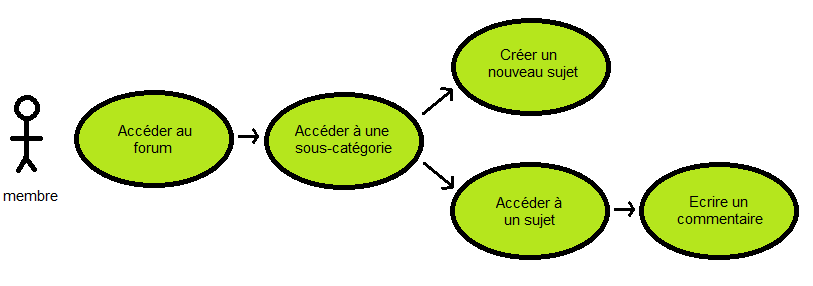 membre
Accéder au
forum
Accéder à une
sous-catégorie
Créer un
nouveau sujet
Accéder à
un sujet
Ecrire un
commentaire